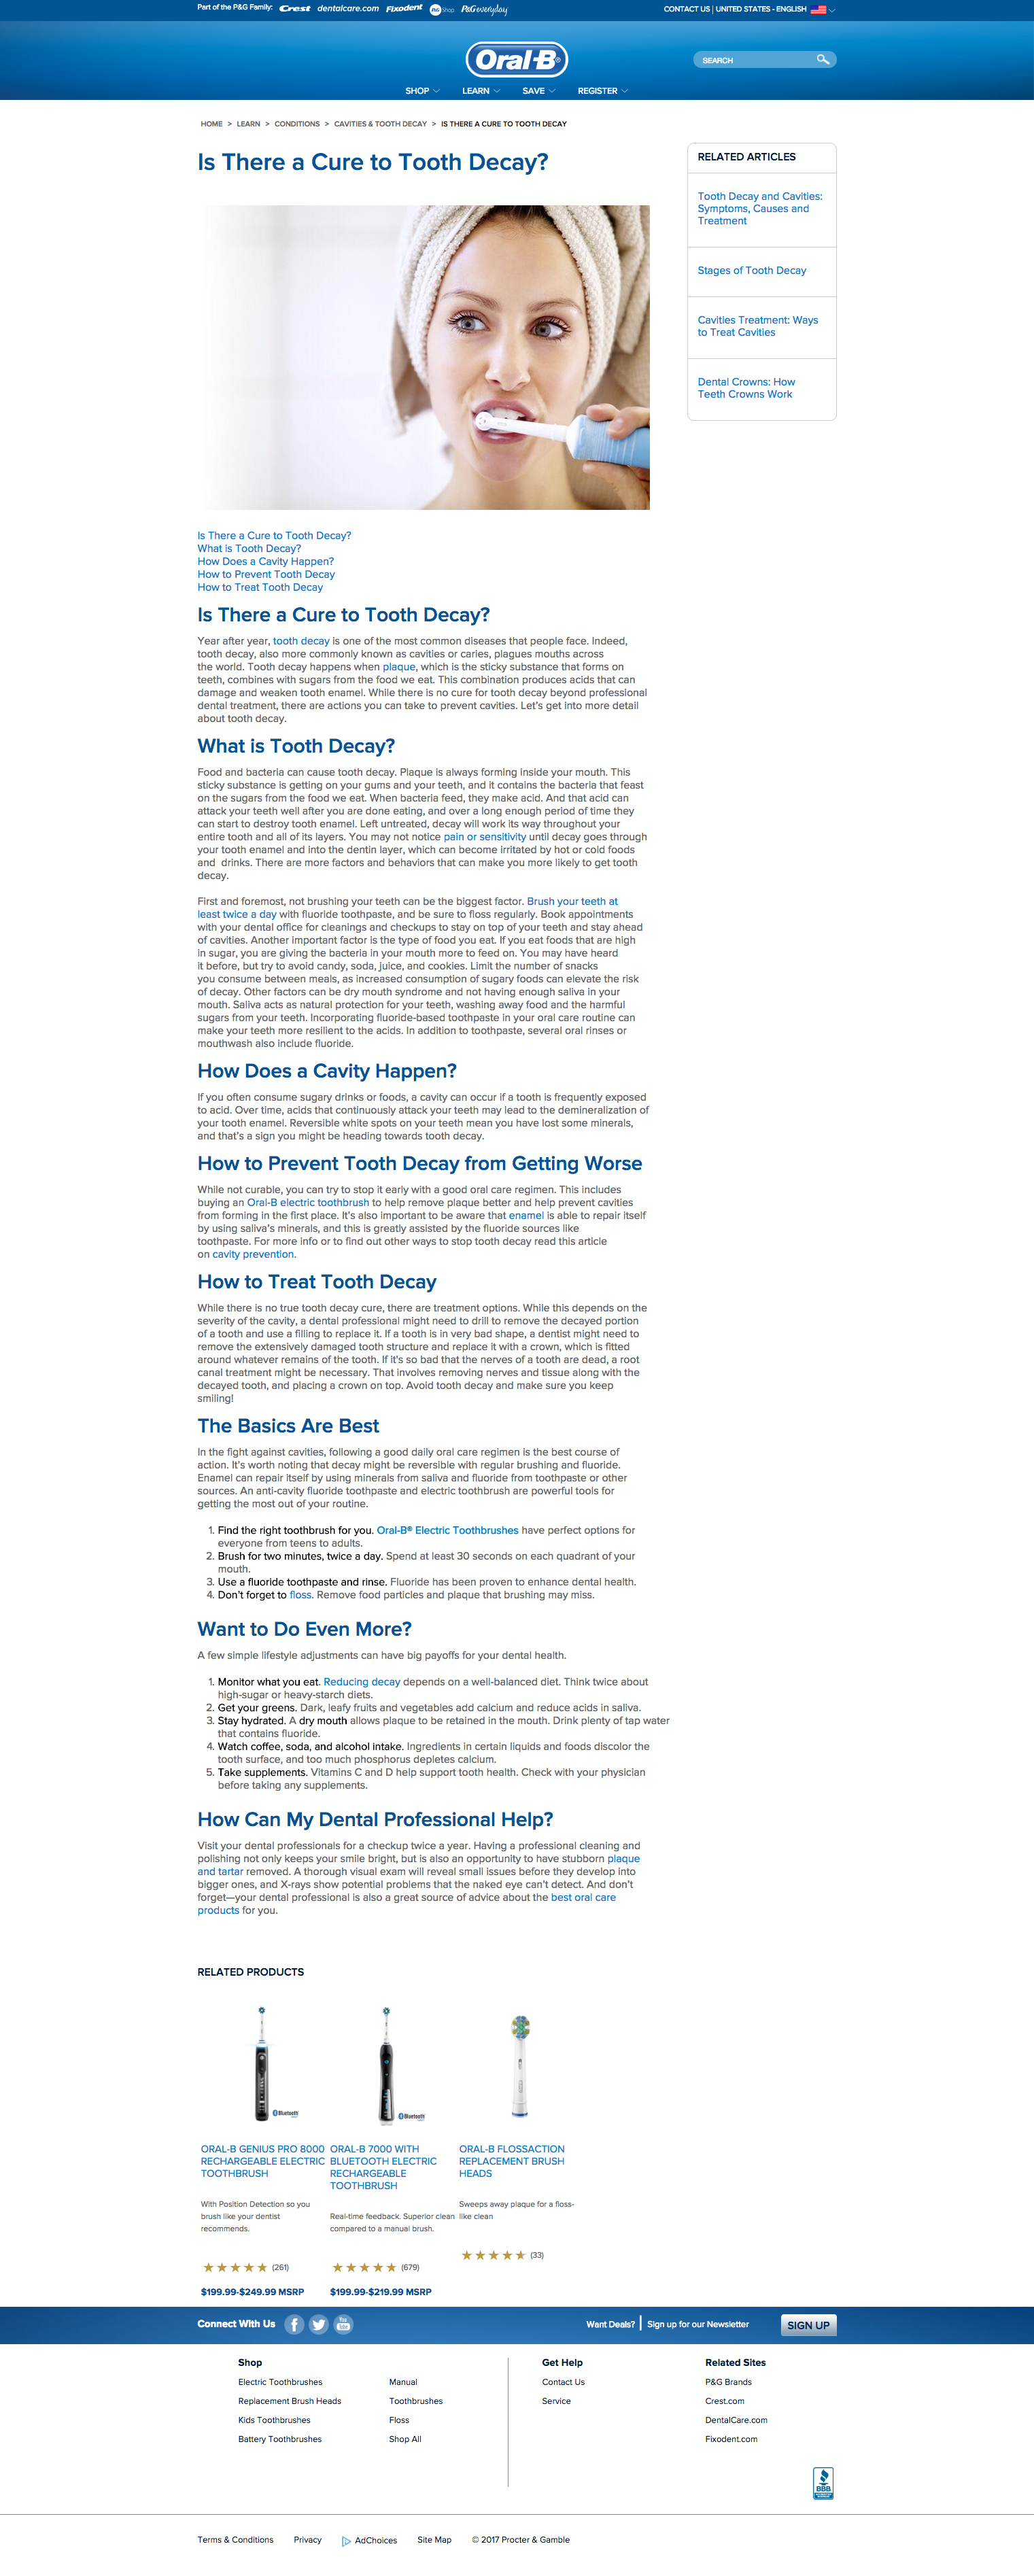 Part of the P&G Family: Crest dentalcare.com Fixodent P&G Shop P&G everyday
CONTACT US | UNITED STATES - ENGLISH
Oral-B®
SEARCH
SHOP LEARN SAVE REGISTER
HOME > LEARN > CONDITIONS > CAVITIES & TOOTH DECAY > IS THERE A CURE TO TOOTH DECAY
Is There a Cure to Tooth Decay?
RELATED ARTICLES
Tooth Decay and Cavities:
Symptoms, Causes and
Treatment
Stages of Tooth Decay
Cavities Treatment: Ways
to Treat Cavities
Dental Crowns: How
Teeth Crowns Work
Is There a Cure to Tooth Decay?
What is Tooth Decay?
How Does a Cavity Happen?
How to Prevent Tooth Decay
How to Treat Tooth Decay
Is There a Cure to Tooth Decay?
Year after year, tooth decay is one of the most common diseases that people face. Indeed,
tooth decay, also more commonly known as cavities or caries, plagues mouths across
the world. Tooth decay happens when plaque, which is the sticky substance that forms on
teeth, combines with sugars from the food we eat. This combination produces acids that can
damage and weaken tooth enamel. While there is no cure for tooth decay beyond professional
dental treatment, there are actions you can take to prevent cavities. Let's get into more detail
about tooth decay.
What is Tooth Decay?
Food and bacteria can cause tooth decay. Plaque is always forming inside your mouth. This
sticky substance is getting on your gums and your teeth, and it contains the bacteria that feast
on the sugars from the food we eat. When bacteria feed, they make acid. And that acid can
attack your teeth well after you are done eating, and over a long enough period of time they
can start to destroy tooth enamel. Left untreated, decay will work its way throughout your
entire tooth and all of its layers. You may not notice pain or sensitivity until decay goes through
your tooth enamel and into the dentin layer, which can become irritated by hot or cold foods
and drinks. There are more factors and behaviors that can make you more likely to get tooth
decay.
First and foremost, not brushing your teeth can be the biggest factor. Brush your teeth at
least twice a day with fluoride toothpaste, and be sure to floss regularly. Book appointments
with your dental office for cleanings and checkups to stay on top of your teeth and stay ahead
of cavities. Another important factor is the type of food you eat. If you eat foods that are high
in sugar, you are giving the bacteria in your mouth more to feed on. You may have heard
it before, but try to avoid candy, soda, juice, and cookies. Limit the number of snacks
you consume between meals, as increased consumption of sugary foods can elevate the risk
of decay. Other factors can be dry mouth syndrome and not having enough saliva in your
mouth. Saliva acts as natural protection for your teeth, washing away food and the harmful
sugars from your teeth. Incorporating fluoride-based toothpaste in your oral care routine can
make your teeth more resilient to the acids. In addition to toothpaste, several oral rinses or
mouthwash also include fluoride.
How Does a Cavity Happen?
If you often consume sugary drinks or foods, a cavity can occur if a tooth is frequently exposed
to acid. Over time, acids that continuously attack your teeth may lead to the demineralization of
your tooth enamel. Reversible white spots on your teeth mean you have lost some minerals,
and that's a sign you might be heading towards tooth decay.
How to Prevent Tooth Decay from Getting Worse
While not curable, you can try to stop it early with a good oral care regimen. This includes
buying an Oral-B electric toothbrush to help remove plaque better and help prevent cavities
from forming in the first place. It's also important to be aware that enamel is able to repair itself
by using saliva's minerals, and this is greatly assisted by the fluoride sources like
toothpaste. For more info or to find out other ways to stop tooth decay read this article
on cavity prevention.
How to Treat Tooth Decay
While there is no true tooth decay cure, there are treatment options. While this depends on the
severity of the cavity, a dental professional might need to drill to remove the decayed portion
of a tooth and use a filling to replace it. If a tooth is in very bad shape, a dentist might need to
remove the extensively damaged tooth structure and replace it with a crown, which is fitted
around whatever remains of the tooth. If it's so bad that the nerves of a tooth are dead, a root
canal treatment might be necessary. That involves removing nerves and tissue along with the
decayed tooth, and placing a crown on top. Avoid tooth decay and make sure you keep
smiling!
The Basics Are Best
In the fight against cavities, following a good daily oral care regimen is the best course of
action. It's worth noting that decay might be reversible with regular brushing and fluoride.
Enamel can repair itself by using minerals from saliva and fluoride from toothpaste or other
sources. An anti-cavity fluoride toothpaste and electric toothbrush are powerful tools for
getting the most out of your routine.
1. Find the right toothbrush for you. Oral-B® Electric Toothbrushes have perfect options for
everyone from teens to adults.
2. Brush for two minutes, twice a day. Spend at least 30 seconds on each quadrant of your
mouth.
3. Use a fluoride toothpaste and rinse. Fluoride has been proven to enhance dental health.
4. Don't forget to floss. Remove food particles and plaque that brushing may miss.
Want to Do Even More?
A few simple lifestyle adjustments can have big payoffs for your dental health.
1. Monitor what you eat. Reducing decay depends on a well-balanced diet. Think twice about
high-sugar or heavy-starch diets.
2. Get your greens. Dark, leafy fruits and vegetables add calcium and reduce acids in saliva.
3. Stay hydrated. A dry mouth allows plaque to be retained in the mouth. Drink plenty of tap water
that contains fluoride.
4. Watch coffee, soda, and alcohol intake. Ingredients in certain liquids and foods discolor the
tooth surface, and too much phosphorus depletes calcium.
5. Take supplements. Vitamins C and D help support tooth health. Check with your physician
before taking any supplements.
How Can My Dental Professional Help?
Visit your dental professionals for a checkup twice a year. Having a professional cleaning and
polishing not only keeps your smile bright, but is also an opportunity to have stubborn plaque
and tartar removed. A thorough visual exam will reveal small issues before they develop into
bigger ones, and X-rays show potential problems that the naked eye can't detect. And don't
forget—your dental professional is also a great source of advice about the best oral care
products for you.
RELATED PRODUCTS
Bluetooth
Bluetooth
ORAL-B GENIUS PRO 8000
RECHARGEABLE ELECTRIC
TOOTHBRUSH
With Position Detection so you
brush like your dentist
recommends.
(261)
$199.99-$249.99 MSRP
ORAL-B 7000 WITH
BLUETOOTH ELECTRIC
RECHARGEABLE
TOOTHBRUSH
Real-time feedback. Superior clean
compared to a manual brush.
(679)
$199.99-$219.99 MSRP
ORAL-B FLOSSACTION
REPLACEMENT BRUSH
HEADS
Sweeps away plaque for a floss-
like clean
(33)
Connect With Us
You Tube
Want Deals? | Sign up for our Newsletter
SIGN UP
Shop
Electric Toothbrushes
Replacement Brush Heads
Kids Toothbrushes
Battery Toothbrushes
Manual
Toothbrushes
Floss
Shop All
Get Help
Contact Us
Service
Related Sites
P&G Brands
Crest.com
DentalCare.com
Fixodent.com
BBB
Terms & Conditions Privacy AdChoices Site Map © 2017 Procter & Gamble